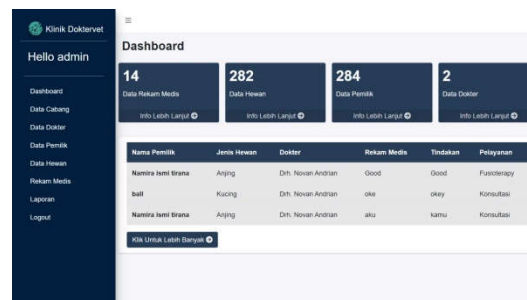 Klinik Doktervet
Hello admin
Dashboard
Data Cabang
Data Dokter
Data Pemilik
Data Hewan
Rekam Medis
Laporan
Logout
Dashboard
14
Data Rekam Medis
Info Lebih Lanjut
282
Data Hewan
Info Lebih Lanjut
284
Data Pemilik
Info Lebih Lanjut
2
Data Dokter
Info Lebih Lanjut
Nama Pemilik Jenis Hewan Dokter Rekam Medis Tindakan Pelayanan
Namira Ismi tirana Anjing Drh. Novan Andrian Good Good Fusioterapy
ball Kucing Drh. Novan Andrian oke okey Konsultasi
Namira Ismi tirana Anjing Drh. Novan Andrian aku kamu Konsultasi
Klik Untuk Lebih Banyak